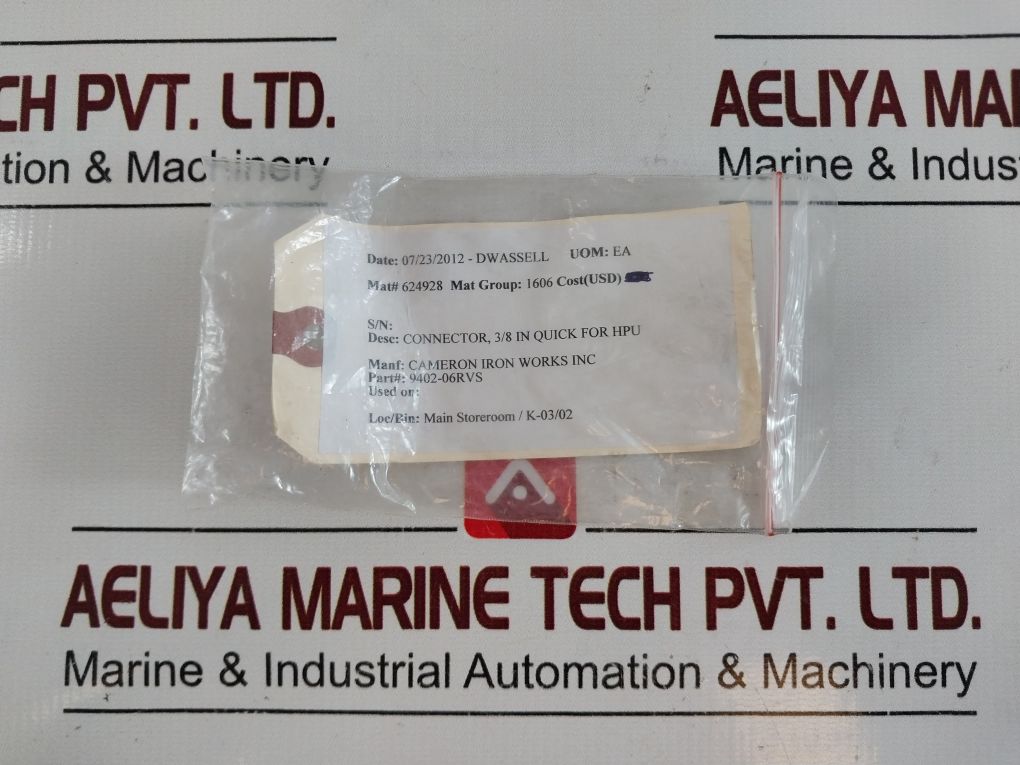 CH PVT. LTD.
tion & Machinery
AELIYA MA
Marine & Indus
Date: 07/23/2012 - DWASSELL UOM: EA
Mat# 624928 Mat Group: 1606 Cost(USD)
S/N:
Desc: CONNECTOR, 3/8 IN QUICK FOR HPU
Manf: CAMERON IRON WORKS INC
Part#: 9402-06RVS
Used on:
Loc/Bin: Main Storeroom / K-03/02
AELIYA MARINE TECH PVT. LTD.
Marine & Industrial Automation & Machinery